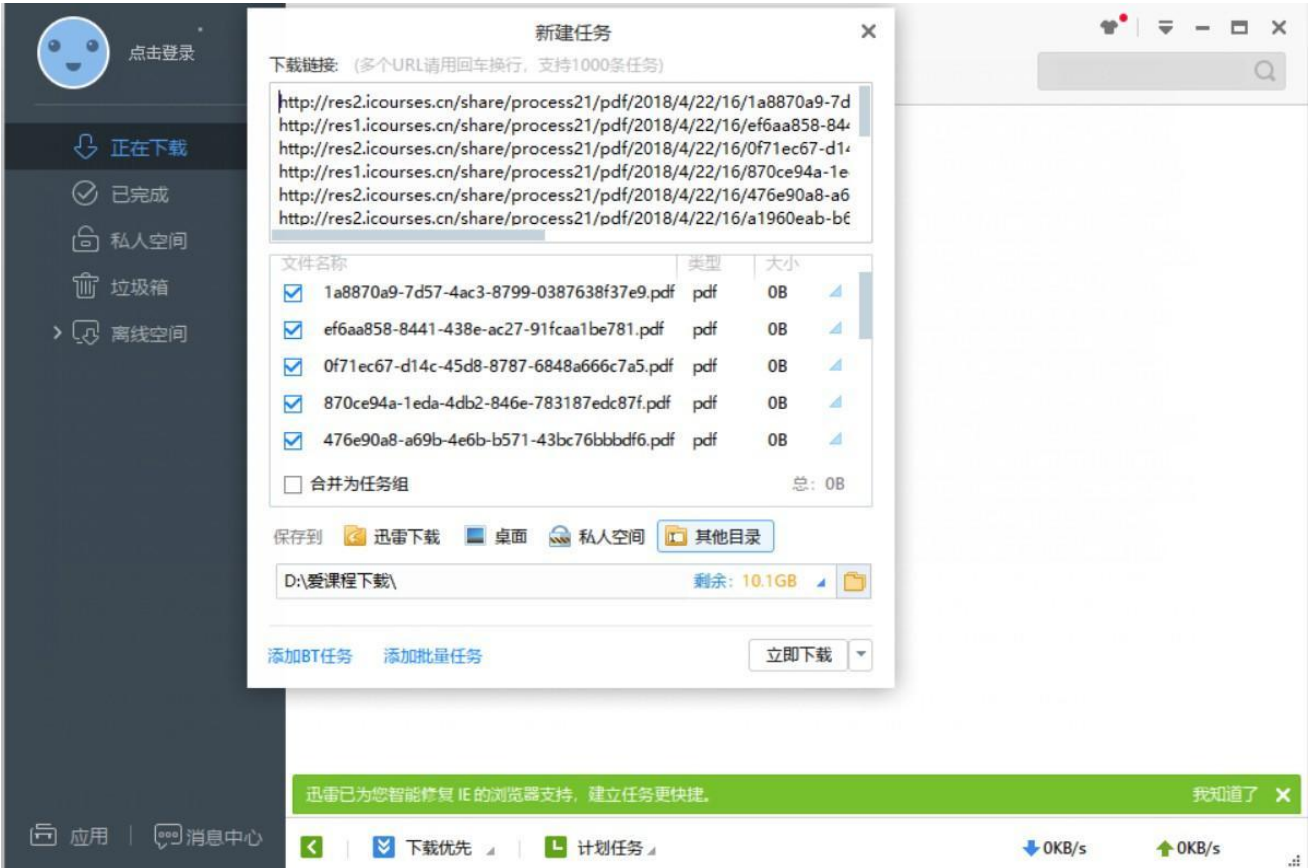 点击登录
正在下载
已完成
私人空间
垃圾箱
离线空间
应用
消息中心
新建任务
下载链接: (多个URL请用回车换行，支持1000条任务)
http://res2.icourses.cn/share/process21/pdf/2018/4/22/16/1a8870a9-7d
http://res1.icourses.cn/share/process21/pdf/2018/4/22/16/ef6aa858-844
http://res2.icourses.cn/share/process21/pdf/2018/4/22/16/0f71ec67-d14
http://res1.icourses.cn/share/process21/pdf/2018/4/22/16/870ce94a-1e
http://res2.icourses.cn/share/process21/pdf/2018/4/22/16/476e90a8-a6
http://res2.icourses.cn/share/process21/pdf/2018/4/22/16/a1960eab-b6
文件名称 类型 大小
1a8870a9-7d57-4ac3-8799-0387638f37e9.pdf pdf 0B
ef6aa858-8441-438e-ac27-91fcaa1be781.pdf pdf 0B
0f71ec67-d14c-45d8-8787-6848a666c7a5.pdf pdf 0B
870ce94a-1eda-4db2-846e-783187edc87f.pdf pdf 0B
476e90a8-a69b-4e6b-b571-43bc76bbbdf6.pdf pdf 0B
合并为任务组 总: 0B
保存到 迅雷下载 桌面 私人空间 其他目录
D:\爱课程下载\ 剩余: 10.1GB
添加BT任务 添加批量任务 立即下载
迅雷已为您智能修复 IE 的浏览器支持，建立任务更快捷。 我知道了
下载优先 计划任务 0KB/s 0KB/s